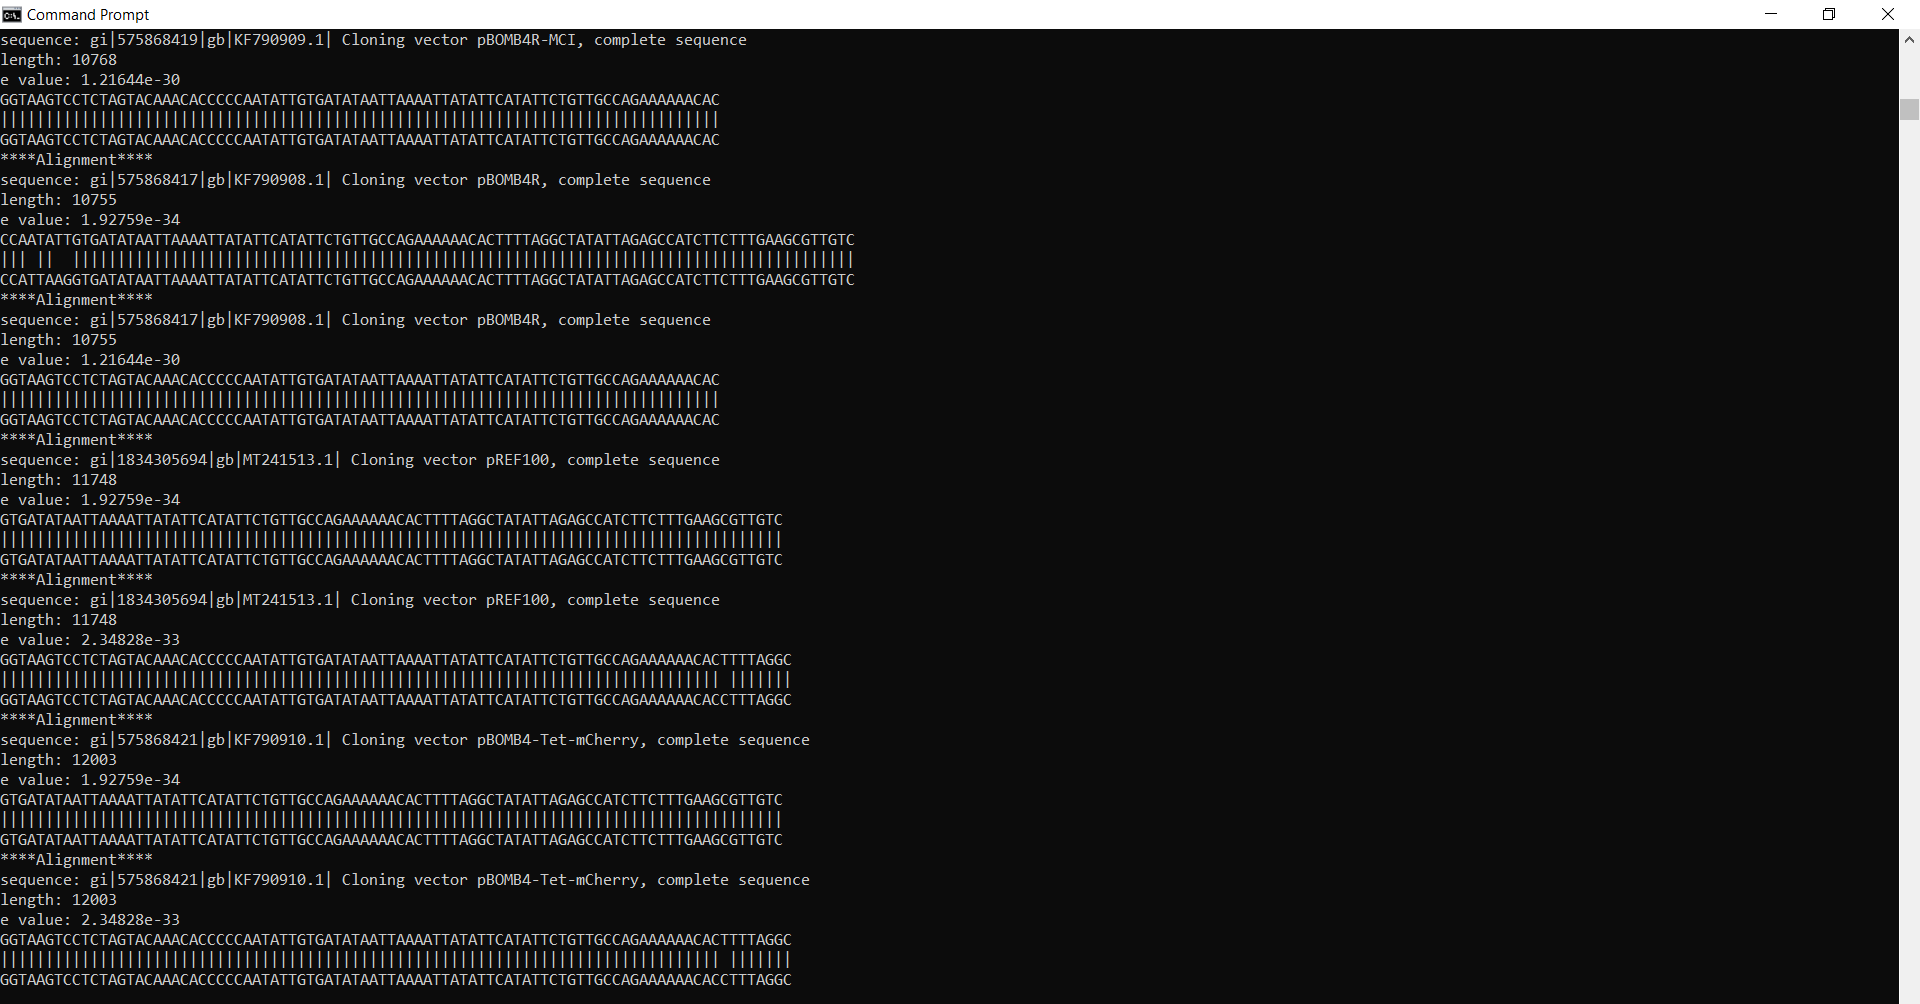 Command Prompt
sequence: gi|575868419|gb|KF790909.1| Cloning vector pBOMB4R-MCI, complete sequence
length: 10768
e value: 1.21644e-30
GGTAAGTCCTCTAGTACAAACACCCCCAATATTGTGATATAATTAAAATTATATTCATATTCTGTTGCCAGAAAAAACAC
||||||||||||||||||||||||||||||||||||||||||||||||||||||||||||||||||||||||||||||||
GGTAAGTCCTCTAGTACAAACACCCCCAATATTGTGATATAATTAAAATTATATTCATATTCTGTTGCCAGAAAAAACAC
****Alignment****
sequence: gi|575868417|gb|KF790908.1| Cloning vector pBOMB4R, complete sequence
length: 10755
e value: 1.92759e-34
CCAATATTGTGATATAATTAAAATTATATTCATATTCTGTTGCCAGAAAAAACACTTTTAGGCTATATTAGAGCCATCTTCTTTGAAGCGTTGTC
||| ||  |||||||||||||||||||||||||||||||||||||||||||||||||||||||||||||||||||||||||||||||||||||||
CCATTAAGGTGATATAATTAAAATTATATTCATATTCTGTTGCCAGAAAAAACACTTTTAGGCTATATTAGAGCCATCTTCTTTGAAGCGTTGTC
****Alignment****
sequence: gi|575868417|gb|KF790908.1| Cloning vector pBOMB4R, complete sequence
length: 10755
e value: 1.21644e-30
GGTAAGTCCTCTAGTACAAACACCCCCAATATTGTGATATAATTAAAATTATATTCATATTCTGTTGCCAGAAAAAACAC
||||||||||||||||||||||||||||||||||||||||||||||||||||||||||||||||||||||||||||||||
GGTAAGTCCTCTAGTACAAACACCCCCAATATTGTGATATAATTAAAATTATATTCATATTCTGTTGCCAGAAAAAACAC
****Alignment****
sequence: gi|1834305694|gb|MT241513.1| Cloning vector pREF100, complete sequence
length: 11748
e value: 1.92759e-34
GTGATATAATTAAAATTATATTCATATTCTGTTGCCAGAAAAAACACTTTTAGGCTATATTAGAGCCATCTTCTTTGAAGCGTTGTC
|||||||||||||||||||||||||||||||||||||||||||||||||||||||||||||||||||||||||||||||||||||||
GTGATATAATTAAAATTATATTCATATTCTGTTGCCAGAAAAAACACTTTTAGGCTATATTAGAGCCATCTTCTTTGAAGCGTTGTC
****Alignment****
sequence: gi|1834305694|gb|MT241513.1| Cloning vector pREF100, complete sequence
length: 11748
e value: 2.34828e-33
GGTAAGTCCTCTAGTACAAACACCCCCAATATTGTGATATAATTAAAATTATATTCATATTCTGTTGCCAGAAAAAACACTTTTAGGC
|||||||||||||||||||||||||||||||||||||||||||||||||||||||||||||||||||||||||||||||| |||||||
GGTAAGTCCTCTAGTACAAACACCCCCAATATTGTGATATAATTAAAATTATATTCATATTCTGTTGCCAGAAAAAACACCTTTAGGC
****Alignment****
sequence: gi|575868421|gb|KF790910.1| Cloning vector pBOMB4-Tet-mCherry, complete sequence
length: 12003
e value: 1.92759e-34
GTGATATAATTAAAATTATATTCATATTCTGTTGCCAGAAAAAACACTTTTAGGCTATATTAGAGCCATCTTCTTTGAAGCGTTGTC
|||||||||||||||||||||||||||||||||||||||||||||||||||||||||||||||||||||||||||||||||||||||
GTGATATAATTAAAATTATATTCATATTCTGTTGCCAGAAAAAACACTTTTAGGCTATATTAGAGCCATCTTCTTTGAAGCGTTGTC
****Alignment****
sequence: gi|575868421|gb|KF790910.1| Cloning vector pBOMB4-Tet-mCherry, complete sequence
length: 12003
e value: 2.34828e-33
GGTAAGTCCTCTAGTACAAACACCCCCAATATTGTGATATAATTAAAATTATATTCATATTCTGTTGCCAGAAAAAACACTTTTAGGC
|||||||||||||||||||||||||||||||||||||||||||||||||||||||||||||||||||||||||||||||| |||||||
GGTAAGTCCTCTAGTACAAACACCCCCAATATTGTGATATAATTAAAATTATATTCATATTCTGTTGCCAGAAAAAACACCTTTAGGC